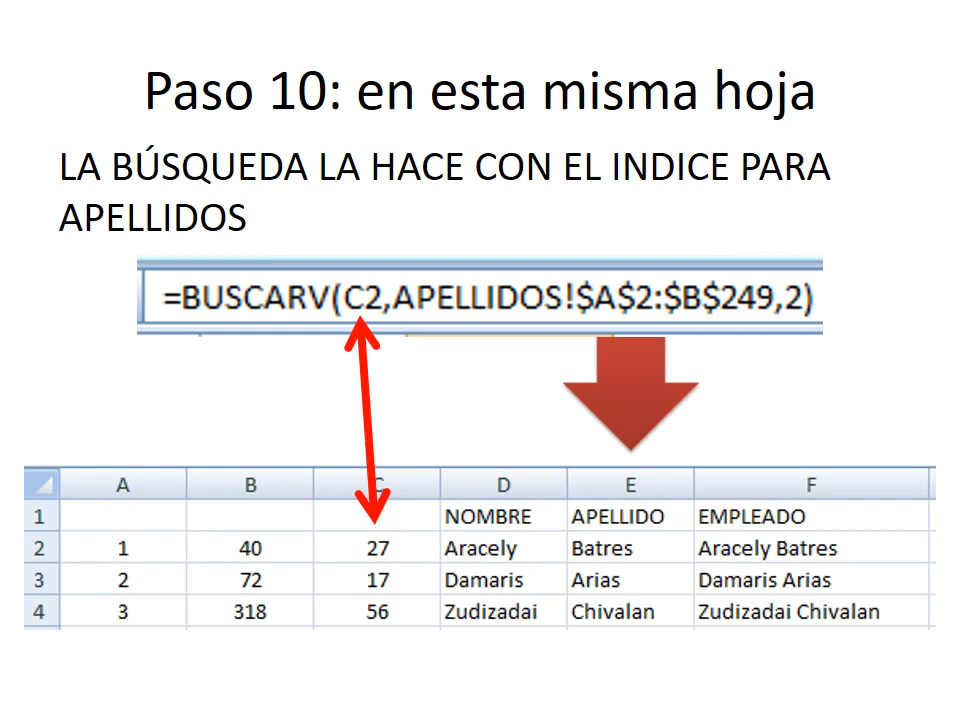 Paso 10: en esta misma hoja
LA BÚSQUEDA LA HACE CON EL INDICE PARA
APELLIDOS
=BUSCARV(C2,APELLIDOS!$A$2:$B$249,2)
A B C D E F
1 NOMBRE APELLIDO EMPLEADO
2 1 40 27 Aracely Batres Aracely Batres
3 2 72 17 Damaris Arias Damaris Arias
4 3 318 56 Zudizadai Chivalan Zudizadai Chivalan